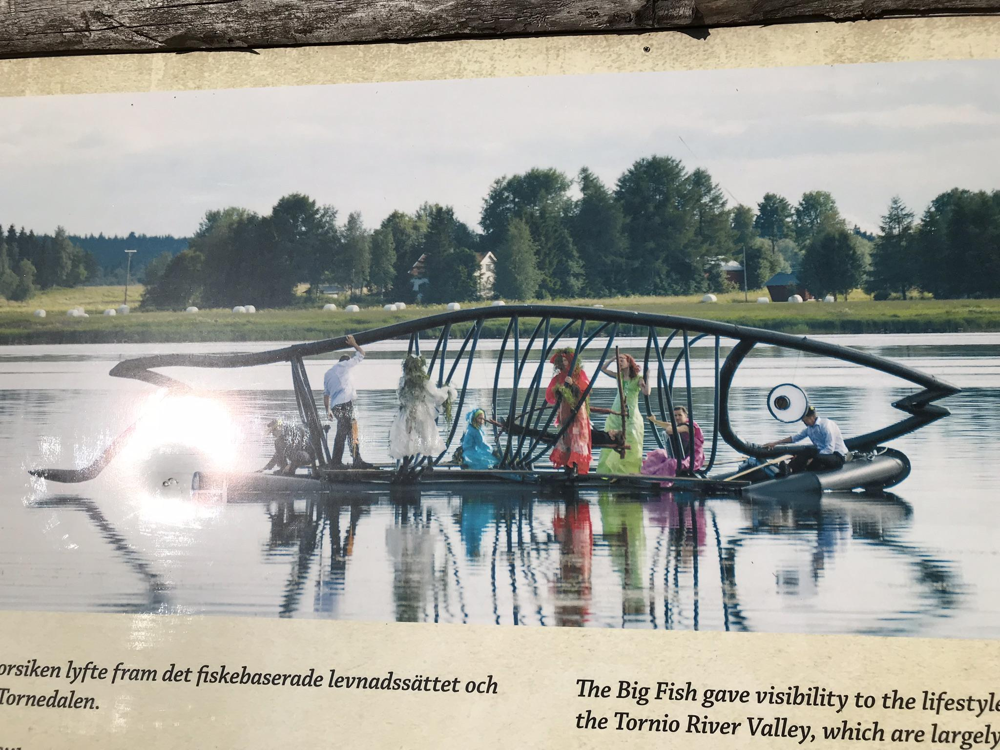 orsiken lyfte fram det fiskebaserade levnadssättet och
Tornedalen.
The Big Fish gave visibility to the lifestyle
the Tornio River Valley, which are largely